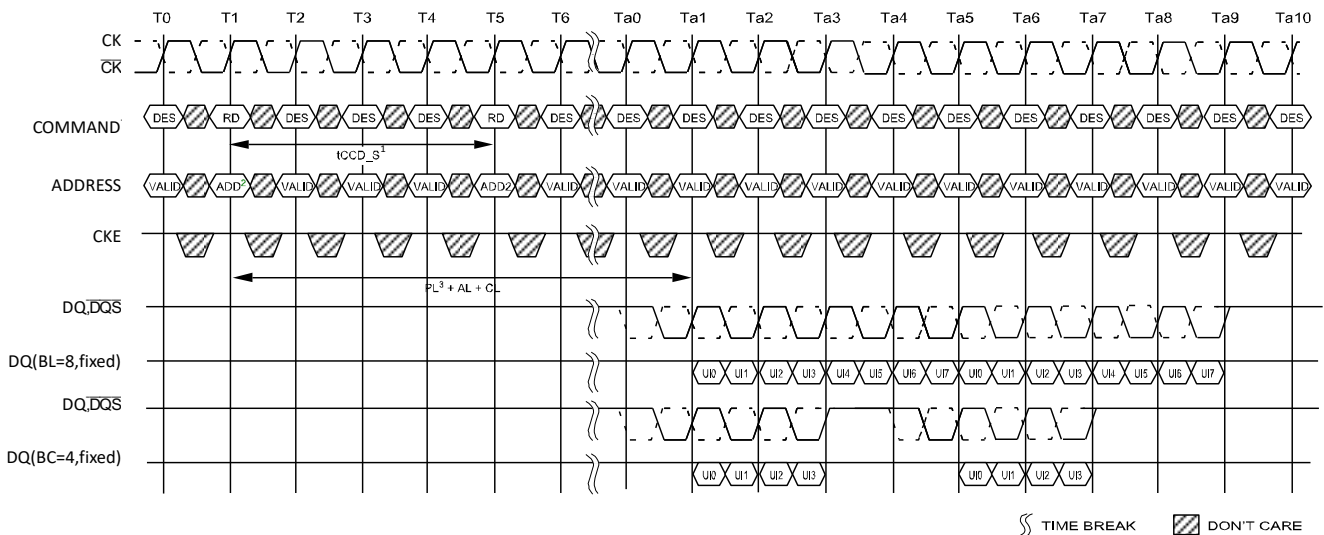 T0 T1 T2 T3 T4 T5 T6 Ta0 Ta1 Ta2 Ta3 Ta4 Ta5 Ta6 Ta7 Ta8 Ta9 Ta10
CK
CK
COMMAND DES RD DES DES DES RD DES DES DES DES DES DES DES DES DES DES DES DES
tCCD_S1
ADDRESS VALID ADD2 VALID VALID VALID ADD2 VALID VALID VALID VALID VALID VALID VALID VALID VALID VALID VALID VALID
CKE
PL3 + AL + CL
DQ,DQS
DQ(BL=8,fixed) UI0 UI1 UI2 UI3 UI4 UI5 UI6 UI7 UI0 UI1 UI2 UI3 UI4 UI5 UI6 UI7
DQ,DQS
DQ(BC=4,fixed) UI0 UI1 UI2 UI3 UI0 UI1 UI2 UI3
TIME BREAK DON'T CARE